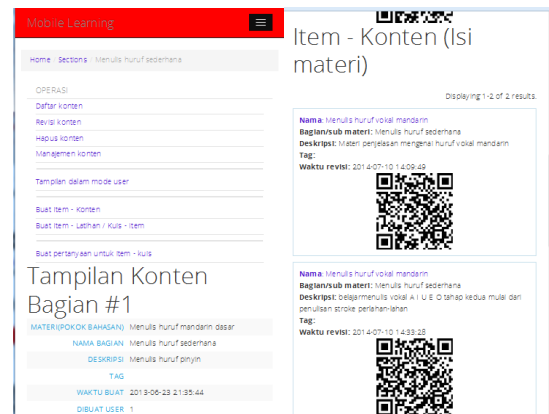 Mobile Learning
Home / Sections / Menulis huruf sederhana
OPERASI
Daftar konten
Revisi konten
Hapus konten
Manajemen konten
Tampilan dalam mode user
Buat Item - Konten
Buat Item - Latihan / Kuis - Item
Buat pertanyaan untuk item - kuis
Tampilan Konten
Bagian #1
MATERI(POKOK BAHASAN) Menulis huruf mandarin dasar
NAMA BAGIAN Menulis huruf sederhana
DESKRIPSI Menulis huruf pinyin
TAG
WAKTU BUAT 2013-06-23 21:35:44
DIBUAT USER 1
Item - Konten (Isi
materi)
Displaying 1-2 of 2 results.
Nama: Menulis huruf vokal mandarin
Bagian/sub materi: Menulis huruf sederhana
Deskripsi: Materi penjelasan mengenai huruf vokal mandarin
Tag:
Waktu revisi: 2014-07-10 14:09:49
Nama: Menulis huruf vokal mandarin
Bagian/sub materi: Menulis huruf sederhana
Deskripsi: belajarmenulis vokal A I U E O.tahap kedua mulai dari
penulisan stroke perlahan-lahan
Tag:
Waktu revisi: 2014-07-10 14:33:28